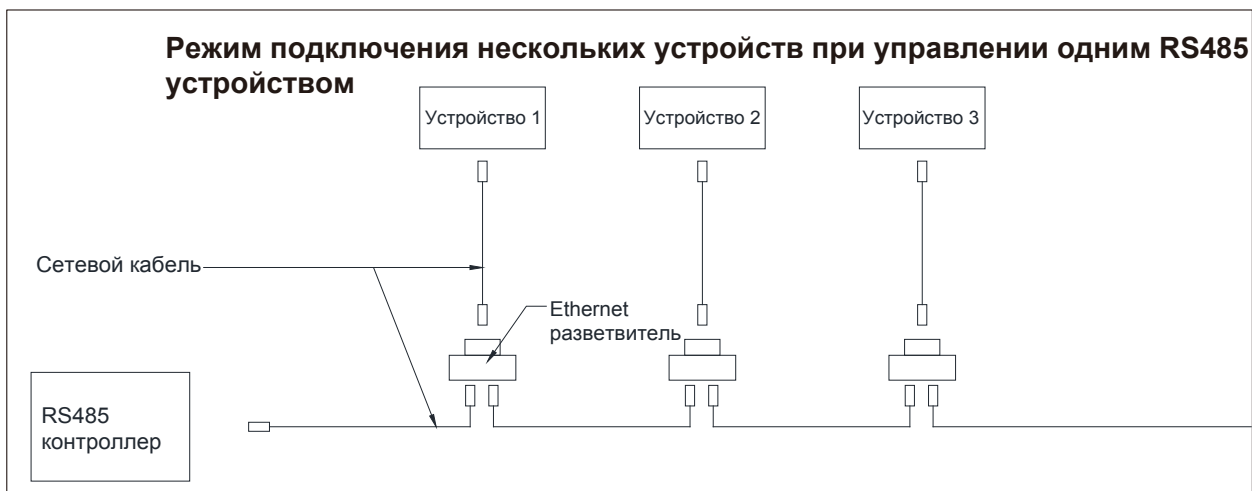 Режим подключения нескольких устройств при управлении одним RS485
устройством
Устройство 1
Устройство 2
Устройство 3
Сетевой кабель
Ethernet
разветвитель
RS485
контроллер